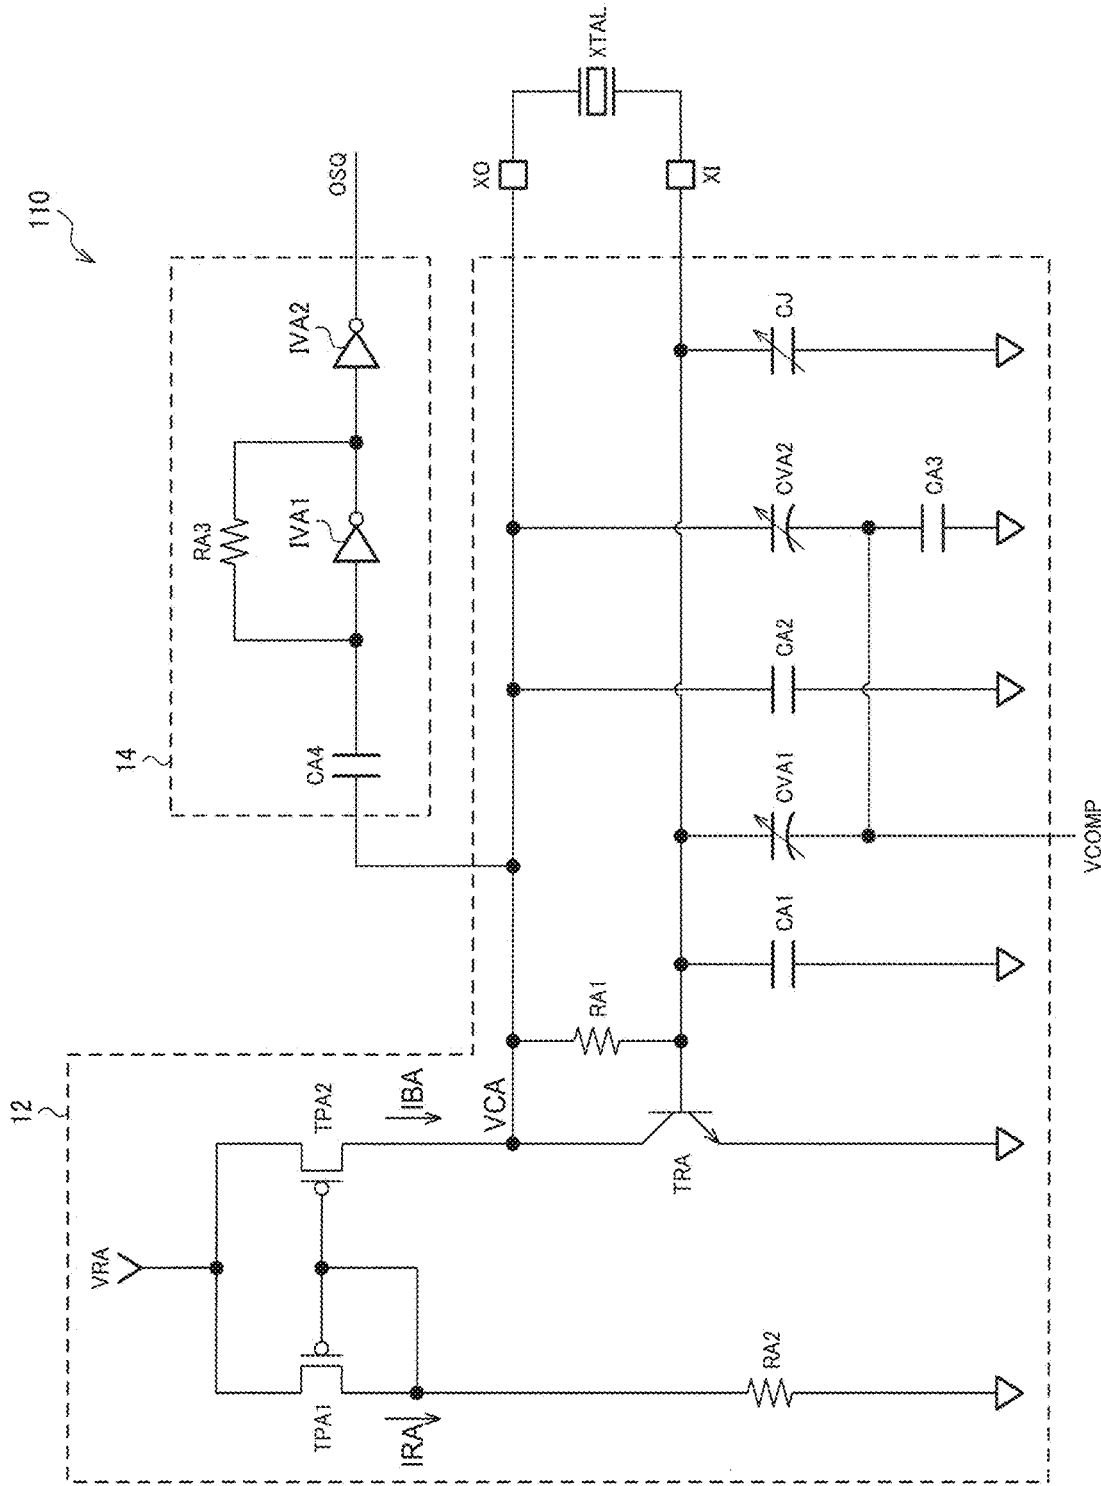 110
14
RA3
IVA1
IVA2
OSQ
CA4
12
VRA
TPA1
TPA2
IRA
IBA
VCA
RA1
TRA
RA2
XO
XI
XTAL
CA1
CVA1
CA2
CVA2
CA3
CJ
VCOMP